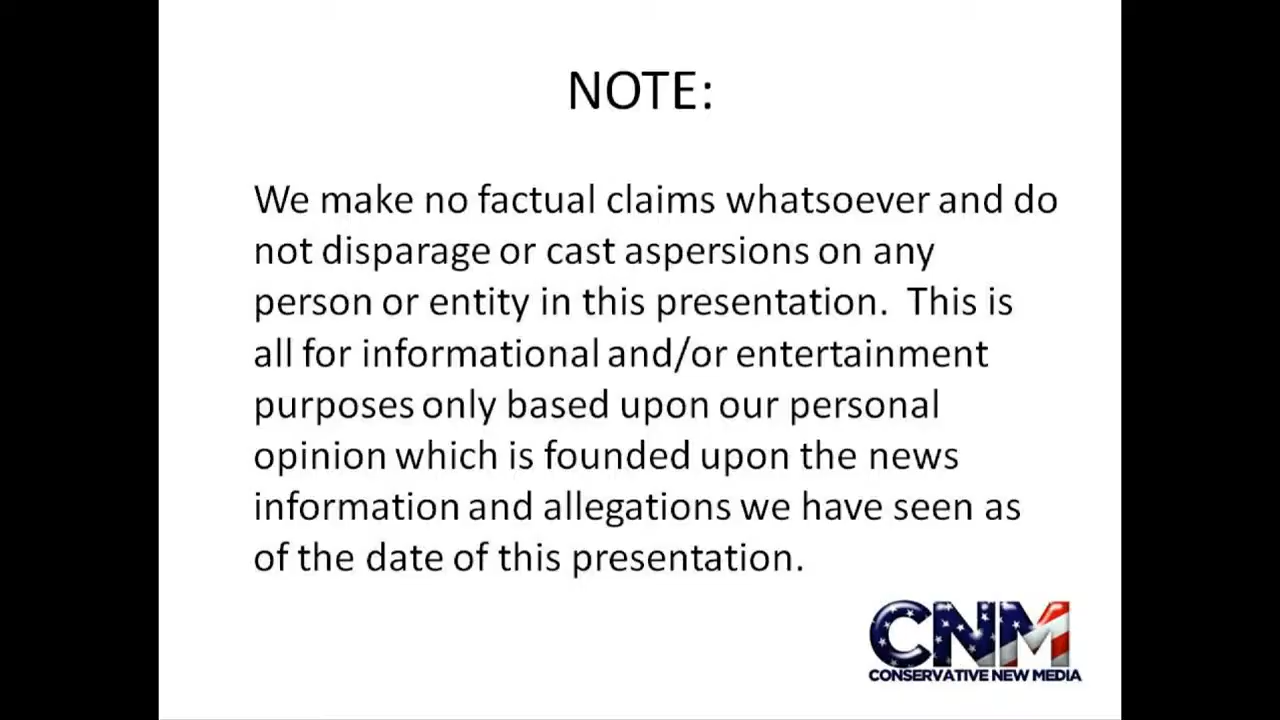 NOTE:
We make no factual claims whatsoever and do
not disparage or cast aspersions on any
person or entity in this presentation.  This is
all for informational and/or entertainment
purposes only based upon our personal
opinion which is founded upon the news
information and allegations we have seen as
of the date of this presentation.
CNM
CONSERVATIVE NEW MEDIA